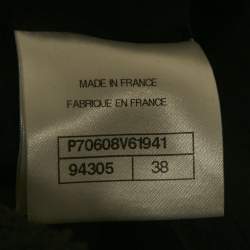 MADE IN FRANCE
FABRIQUE EN FRANCE
P70608V61941
94305 38